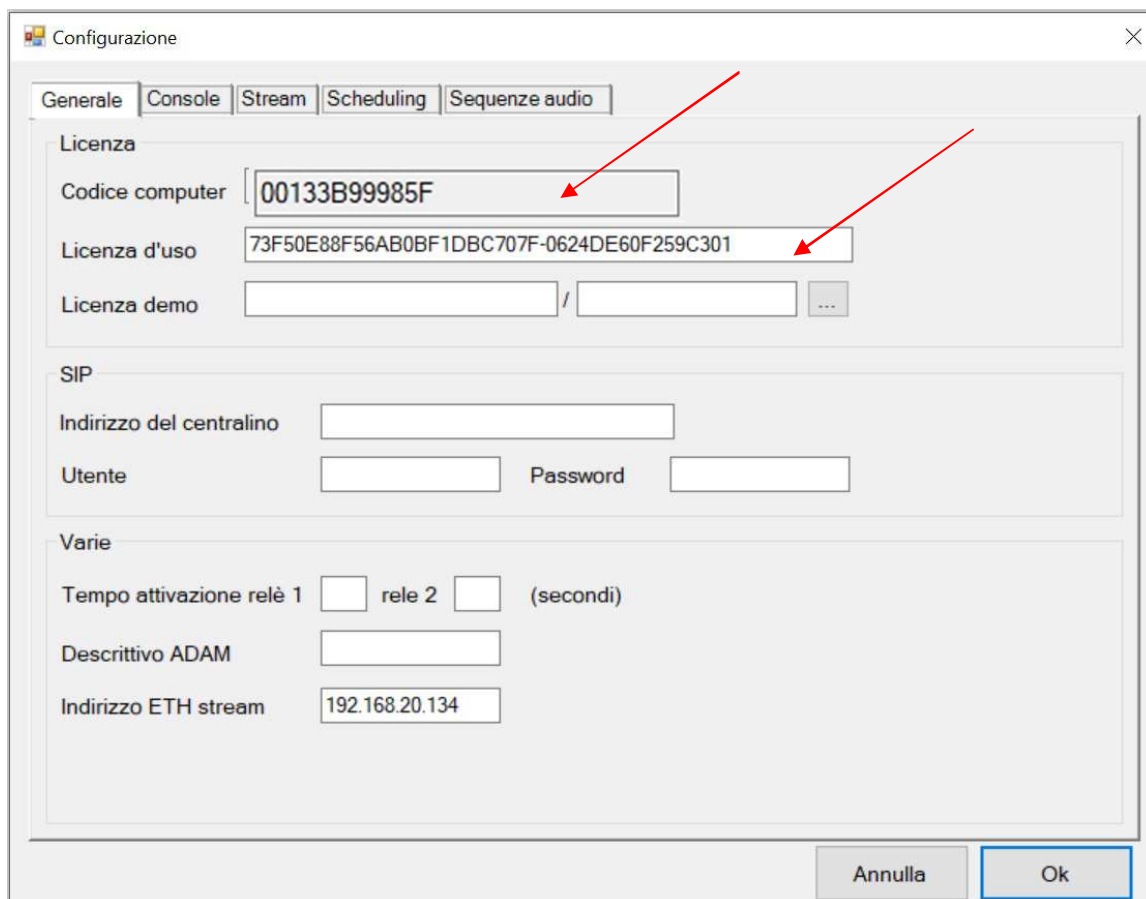 Configurazione
Generale Console Stream Scheduling Sequenze audio
Licenza
Codice computer 00133B99985F
Licenza d'uso 73F50E88F56AB0BF1DBC707F-0624DE60F259C301
Licenza demo / ...
SIP
Indirizzo del centralino
Utente Password
Varie
Tempo attivazione relè 1 rele 2 (secondi)
Descrittivo ADAM
Indirizzo ETH stream 192.168.20.134
Annulla Ok